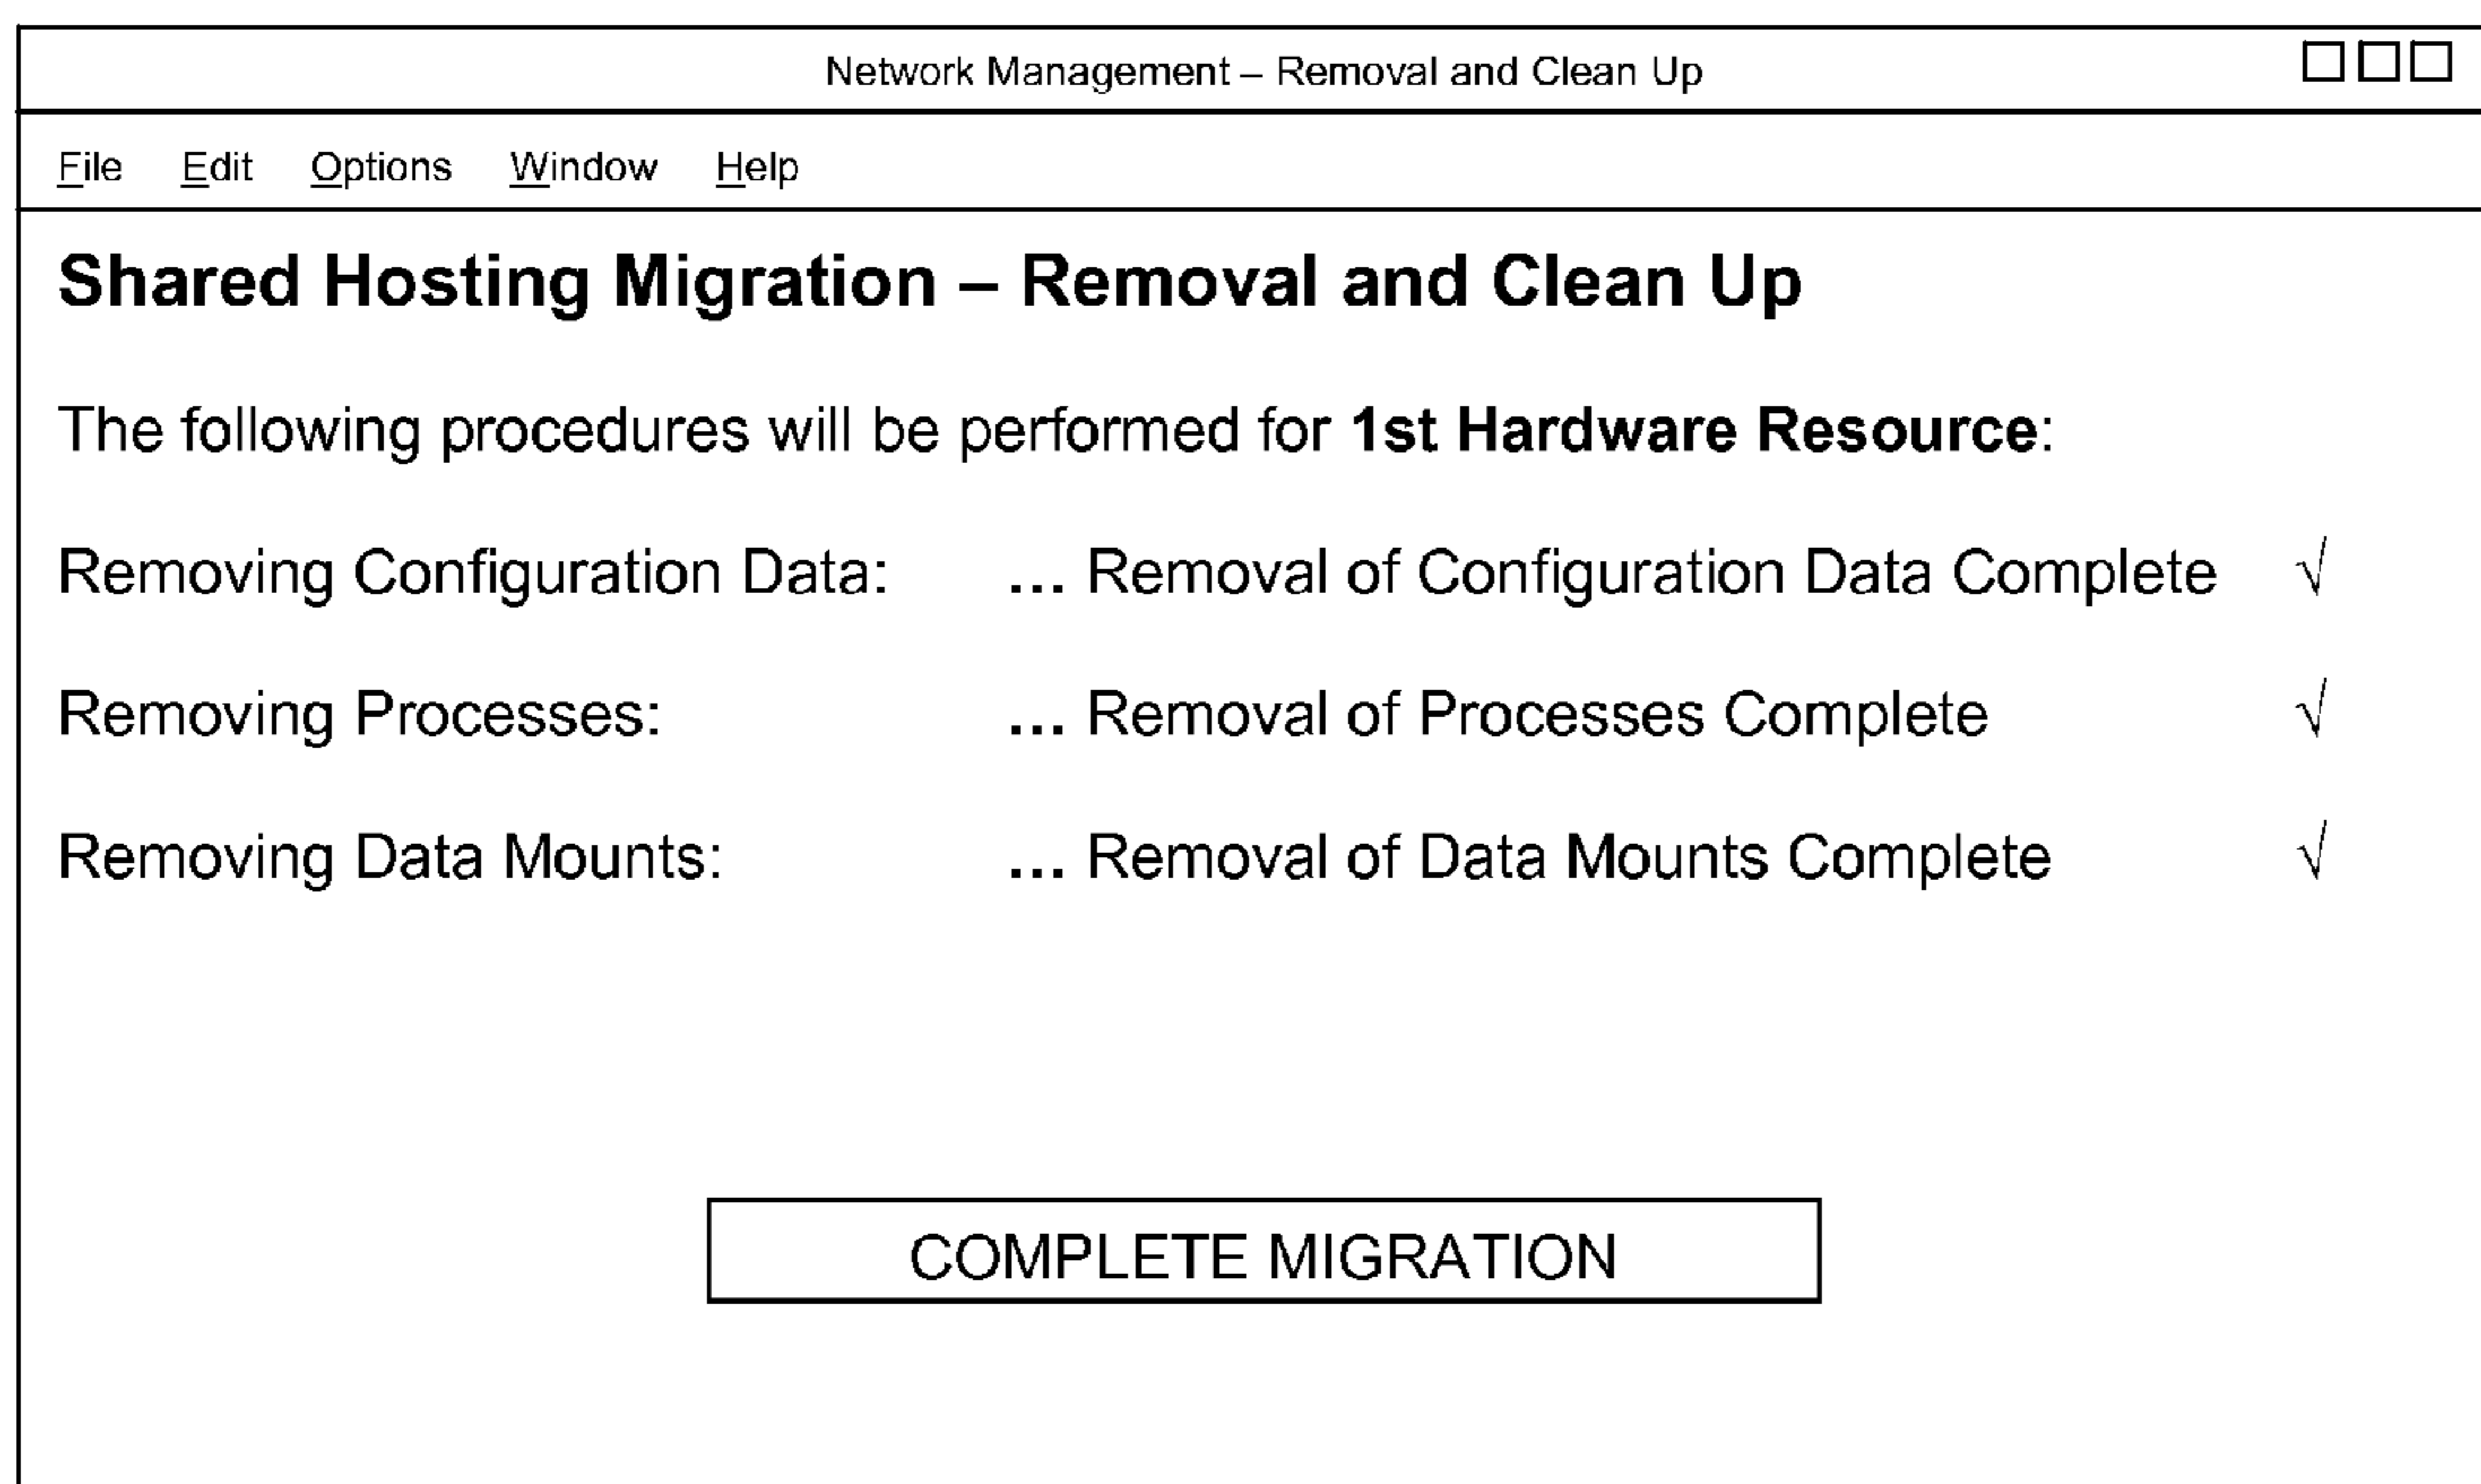 Network Management – Removal and Clean Up
File Edit Options Window Help
Shared Hosting Migration – Removal and Clean Up
The following procedures will be performed for 1st Hardware Resource:
Removing Configuration Data: ... Removal of Configuration Data Complete √
Removing Processes: ... Removal of Processes Complete √
Removing Data Mounts: ... Removal of Data Mounts Complete √
COMPLETE MIGRATION